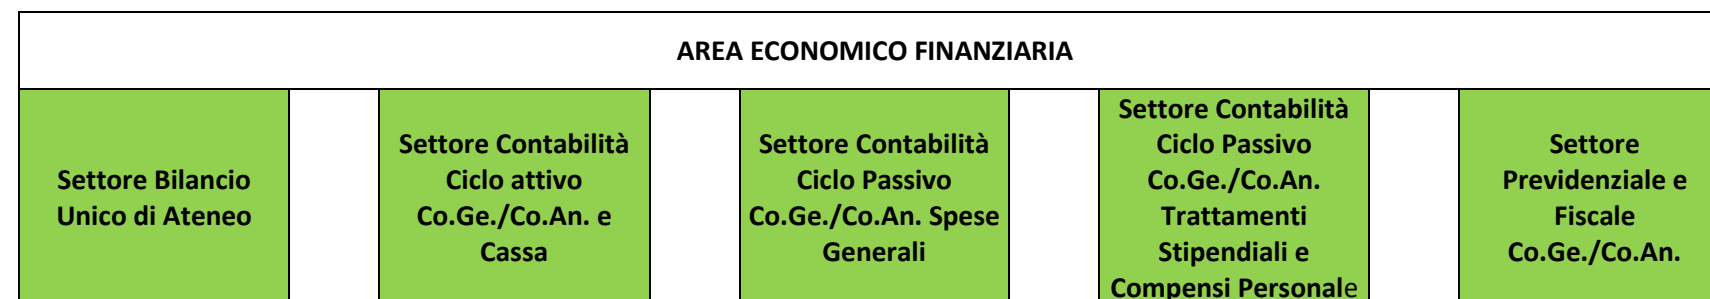 AREA ECONOMICO FINANZIARIA
Settore Bilancio
Unico di Ateneo
Settore Contabilità
Ciclo attivo
Co.Ge./Co.An. e
Cassa
Settore Contabilità
Ciclo Passivo
Co.Ge./Co.An. Spese
Generali
Settore Contabilità
Ciclo Passivo
Co.Ge./Co.An.
Trattamenti
Stipendiali e
Compensi Personale
Settore
Previdenziale e
Fiscale
Co.Ge./Co.An.